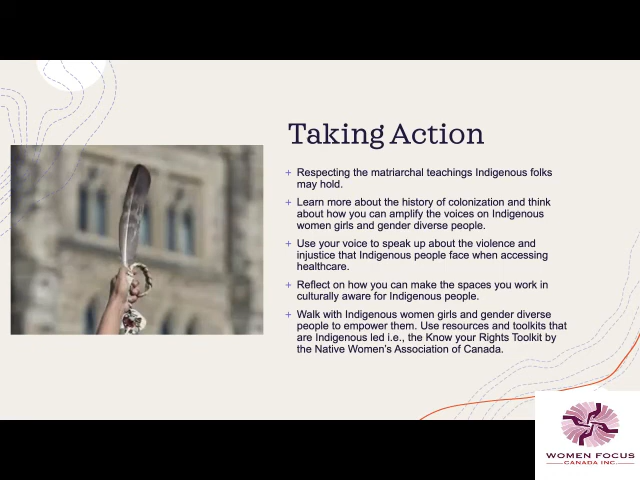 Taking Action
+ Respecting the matriarchal teachings Indigenous folks
may hold.
+ Learn more about the history of colonization and think
about how you can amplify the voices on Indigenous
women girls and gender diverse people.
+ Use your voice to speak up about the violence and
injustice that Indigenous people face when accessing
healthcare.
+ Reflect on how you can make the spaces you work in
culturally aware for Indigenous people.
+ Walk with Indigenous women girls and gender diverse
people to empower them. Use resources and toolkits that
are Indigenous led i.e., the Know your Rights Toolkit by
the Native Women's Association of Canada.
WOMEN FOCUS
CANADA INC.